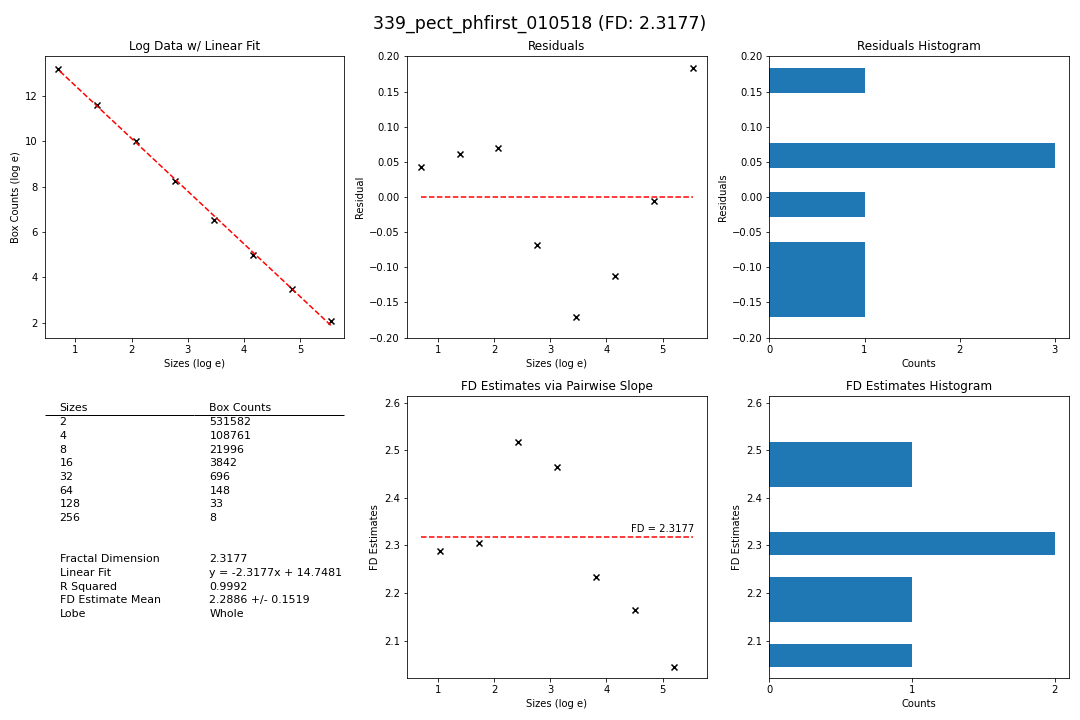 339_pect_phfirst_010518 (FD: 2.3177)
Log Data w/ Linear Fit
12
10
8
6
4
2
Box Counts (log e)
1 2 3 4 5
Sizes (log e)
Residuals
0.20
0.15
0.10
0.05
0.00
−0.05
−0.10
−0.15
−0.20
Residual
1 2 3 4 5
Sizes (log e)
Residuals Histogram
0.20
0.15
0.10
0.05
0.00
−0.05
−0.10
−0.15
−0.20
Residuals
0 1 2 3
Counts
Sizes Box Counts
2 531582
4 108761
8 21996
16 3842
32 696
64 148
128 33
256 8
Fractal Dimension 2.3177
Linear Fit y = -2.3177x + 14.7481
R Squared 0.9992
FD Estimate Mean 2.2886 +/- 0.1519
Lobe Whole
FD Estimates via Pairwise Slope
2.6
2.5
2.4
2.3
2.2
2.1
FD Estimates
FD = 2.3177
1 2 3 4 5
Sizes (log e)
FD Estimates Histogram
2.6
2.5
2.4
2.3
2.2
2.1
FD Estimates
0 1 2
Counts